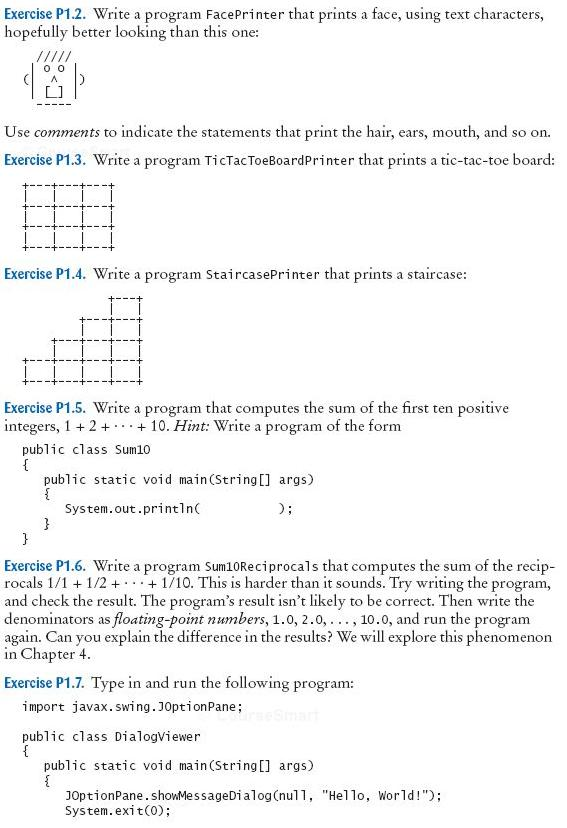 Exercise P1.2. Write a program FacePrinter that prints a face, using text characters,
hopefully better looking than this one:
/////
| o o |
(|  ^  |)
| [_] |
-----
Use comments to indicate the statements that print the hair, ears, mouth, and so on.
Exercise P1.3. Write a program TicTacToeBoardPrinter that prints a tic-tac-toe board:
+---+---+---+
|   |   |   |
+---+---+---+
|   |   |   |
+---+---+---+
|   |   |   |
+---+---+---+
Exercise P1.4. Write a program StaircasePrinter that prints a staircase:
            +---+
            |   |
        +---+---+
        |   |   |
    +---+---+---+
    |   |   |   |
+---+---+---+---+
|   |   |   |   |
+---+---+---+---+
Exercise P1.5. Write a program that computes the sum of the first ten positive
integers, 1 + 2 + · · · + 10. Hint: Write a program of the form
public class Sum10
{
public static void main(String[] args)
{
System.out.println(          );
}
}
Exercise P1.6. Write a program Sum10Reciprocals that computes the sum of the recip-
rocals 1/1 + 1/2 + · · · + 1/10. This is harder than it sounds. Try writing the program,
and check the result. The program's result isn't likely to be correct. Then write the
denominators as floating-point numbers, 1.0, 2.0, . . . , 10.0, and run the program
again. Can you explain the difference in the results? We will explore this phenomenon
in Chapter 4.
Exercise P1.7. Type in and run the following program:
import javax.swing.JOptionPane;
CourseSmart
public class DialogViewer
{
public static void main(String[] args)
{
JOptionPane.showMessageDialog(null, "Hello, World!");
System.exit(0);